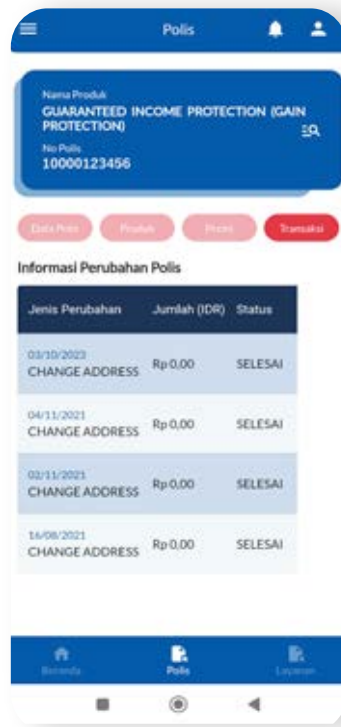 Polis
Nama Produk
GUARANTEED INCOME PROTECTION (GAIN
PROTECTION)
No Polis
10000123456
Data Polis Produk Premi Transaksi
Informasi Perubahan Polis
Jenis Perubahan Jumlah (IDR) Status
03/10/2023
CHANGE ADDRESS Rp 0,00 SELESAI
04/11/2021
CHANGE ADDRESS Rp 0,00 SELESAI
02/11/2021
CHANGE ADDRESS Rp 0,00 SELESAI
16/08/2021
CHANGE ADDRESS Rp 0,00 SELESAI
Beranda Polis Layanan